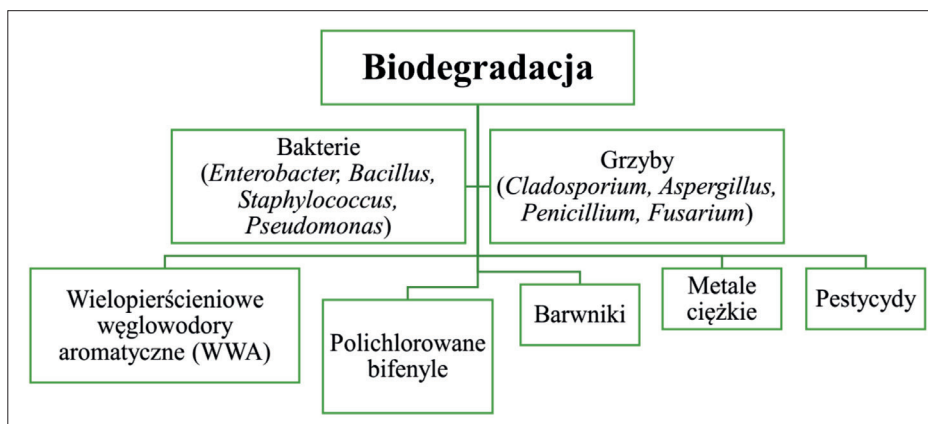 Biodegradacja
Bakterie
(Enterobacter, Bacillus,
Staphylococcus,
Pseudomonas)
Grzyby
(Cladosporium, Aspergillus,
Penicillium, Fusarium)
Wielopierścieniowe
węglowodory
aromatyczne (WWA)
Polichlorowane
bifenyle
Barwniki
Metale
ciężkie
Pestycydy